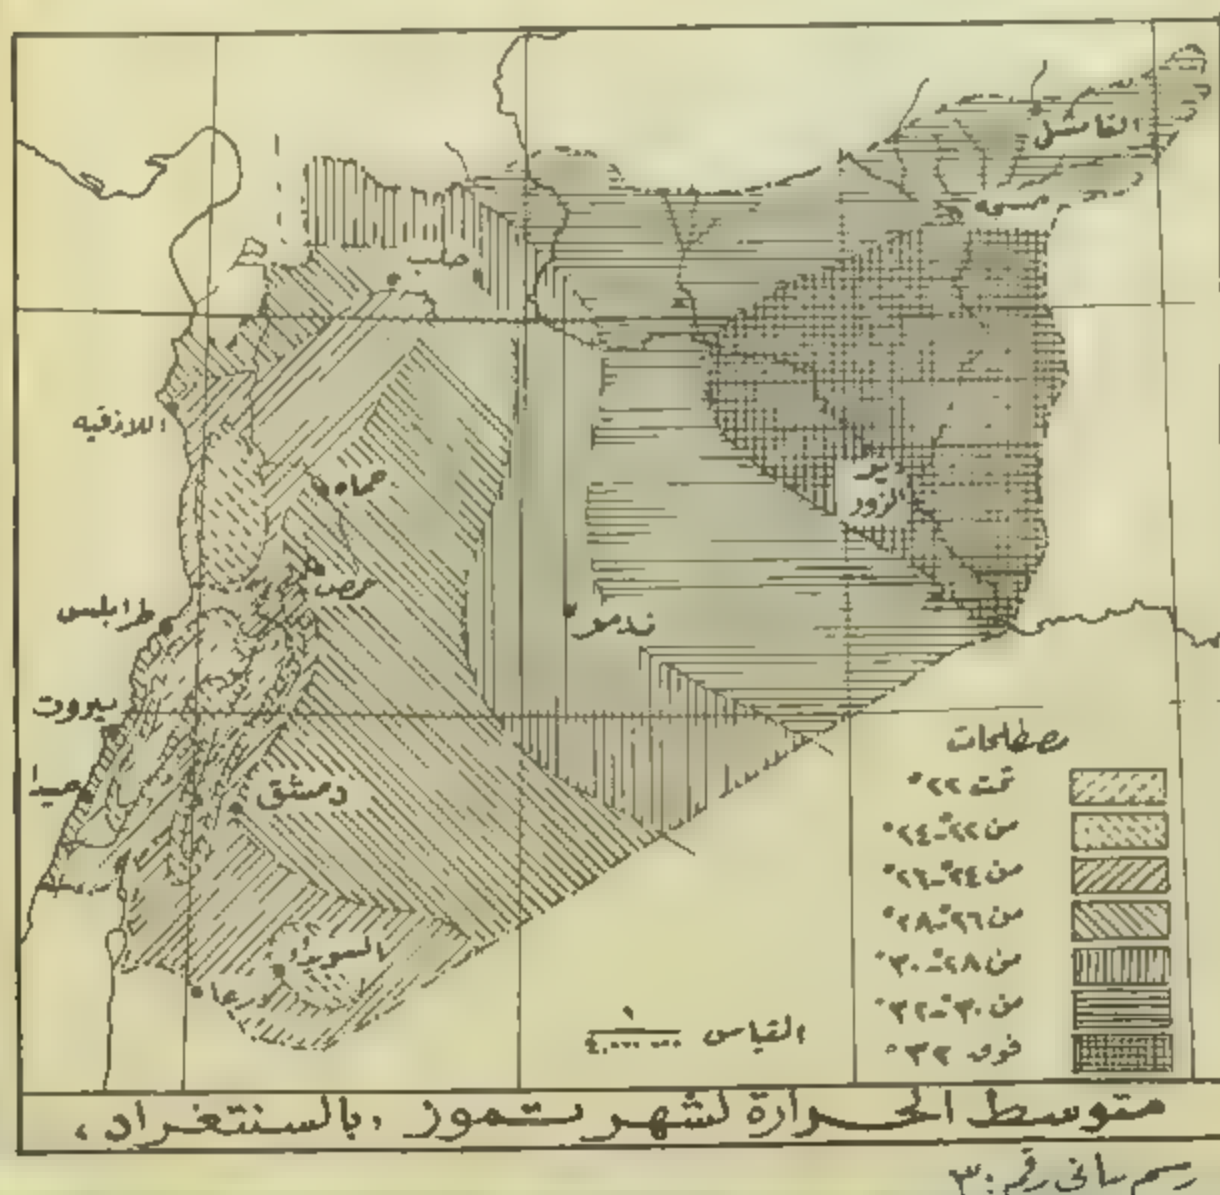 القامشلي
حلب
اللاذقيه
حماه
دير
الزور
حمص
طرابلس
تدمر
بيروت
صيدا
دمشق
السويداء
درعا
مصطلحات
تحت ٢٢°
من ٢٢°-٢٤°
من ٢٤°-٢٦°
من ٢٦°-٢٨°
من ٢٨°-٣٠°
من ٣٠°-٣٢°
فوق ٣٢°
القياس
متوسط الحرارة لشهر تموز ،بالسنتغراد،
رسم بياني رقم: ٣